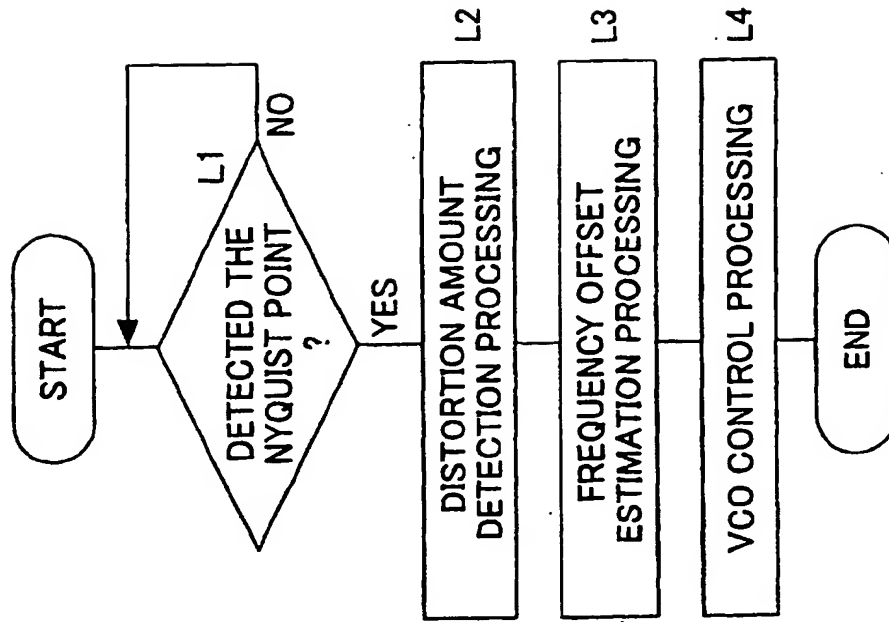 START
L1
DETECTED THE
NYQUIST POINT
?
NO
YES
L2
DISTORTION AMOUNT
DETECTION PROCESSING
L3
FREQUENCY OFFSET
ESTIMATION PROCESSING
L4
VCO CONTROL PROCESSING
END